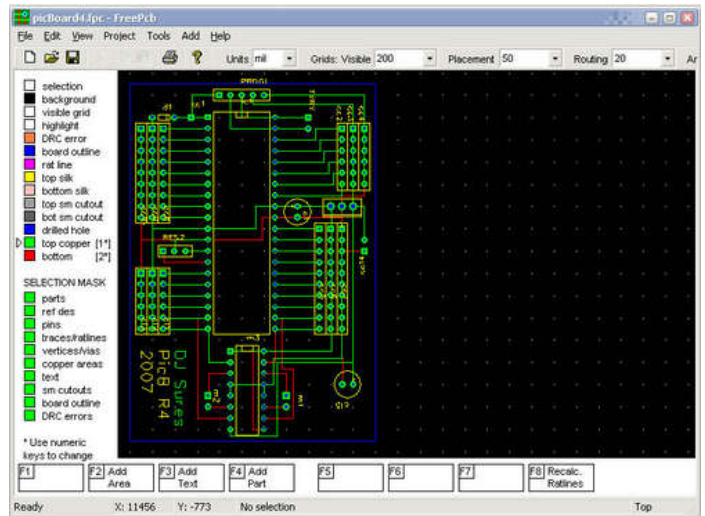 picBoard4.fpc - FreePcb
File Edit View Project Tools Add Help
Units mil Grids: Visible 200 Placement 50 Routing 20 Ar
selection
background
visible grid
highlight
DRC error
board outline
rat line
top silk
bottom silk
top sm cutout
bot sm cutout
drilled hole
top copper [1*]
bottom [2*]
SELECTION MASK
parts
ref des
pins
traces/ratlines
vertices/vias
copper areas
text
sm cutouts
board outline
DRC errors
* Use numeric
keys to change
DJ Sures
PicB R4
2007
F1
F2 Add
Area
F3 Add
Text
F4 Add
Part
F5
F6
F7
F8 Recalc.
Ratlines
Ready X: 11456 Y: -773 No selection Top